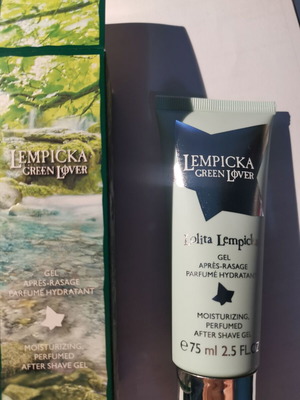 LEMPICKA
GREEN LOVER
GEL
APRÈS-RASAGE
PARFUMÉ HYDRATANT
MOISTURIZING,
PERFUMED
AFTER SHAVE GEL
LEMPICKA
GREEN LOVER
Lolita Lempicka
GEL
APRÈS-RASAGE
PARFUMÉ HYDRATANT
MOISTURIZING,
PERFUMED
AFTER SHAVE GEL
e 75 ml 2.5 FL.OZ